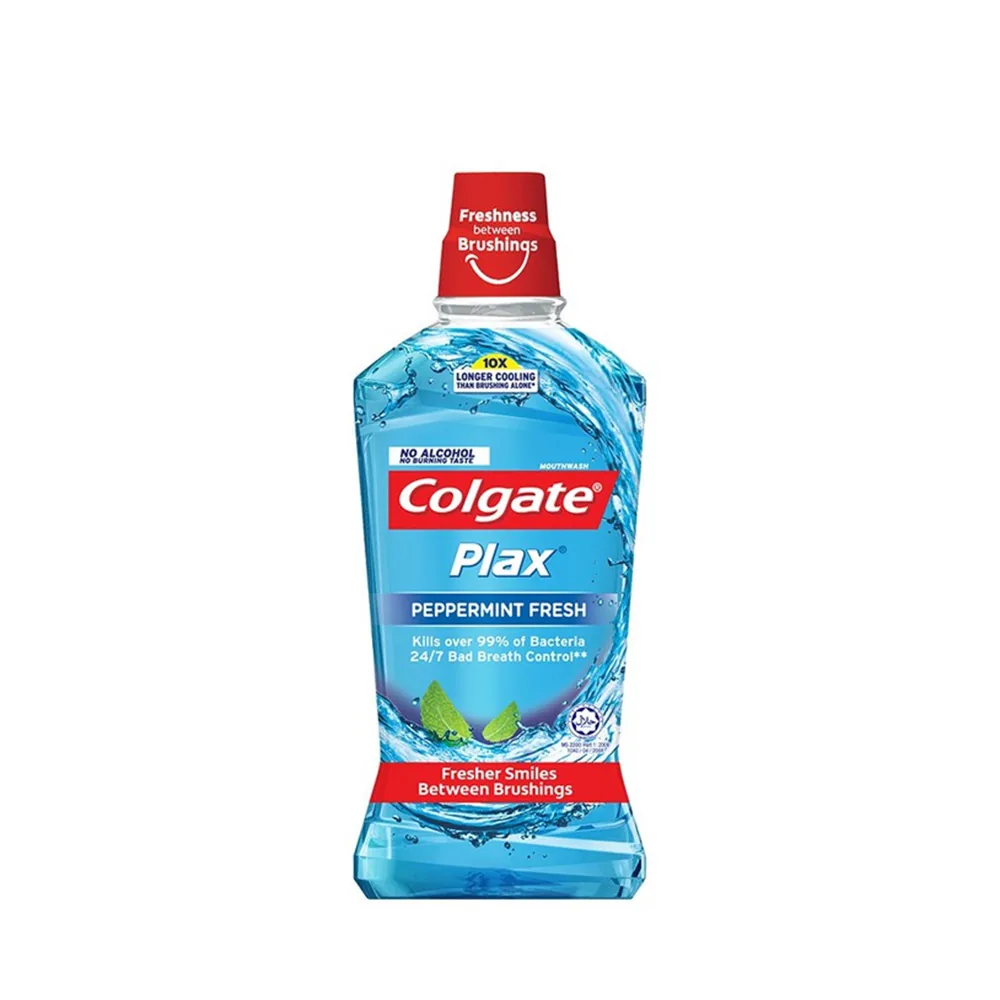 Freshness
between
Brushings
10X
LONGER COOLING
THAN BRUSHING ALONE*
NO ALCOHOL
NO BURNING TASTE
MOUTHWASH
Colgate®
Plax®
PEPPERMINT FRESH
Kills over 99% of Bacteria
24/7 Bad Breath Control**
حلال
Fresher Smiles
Between Brushings